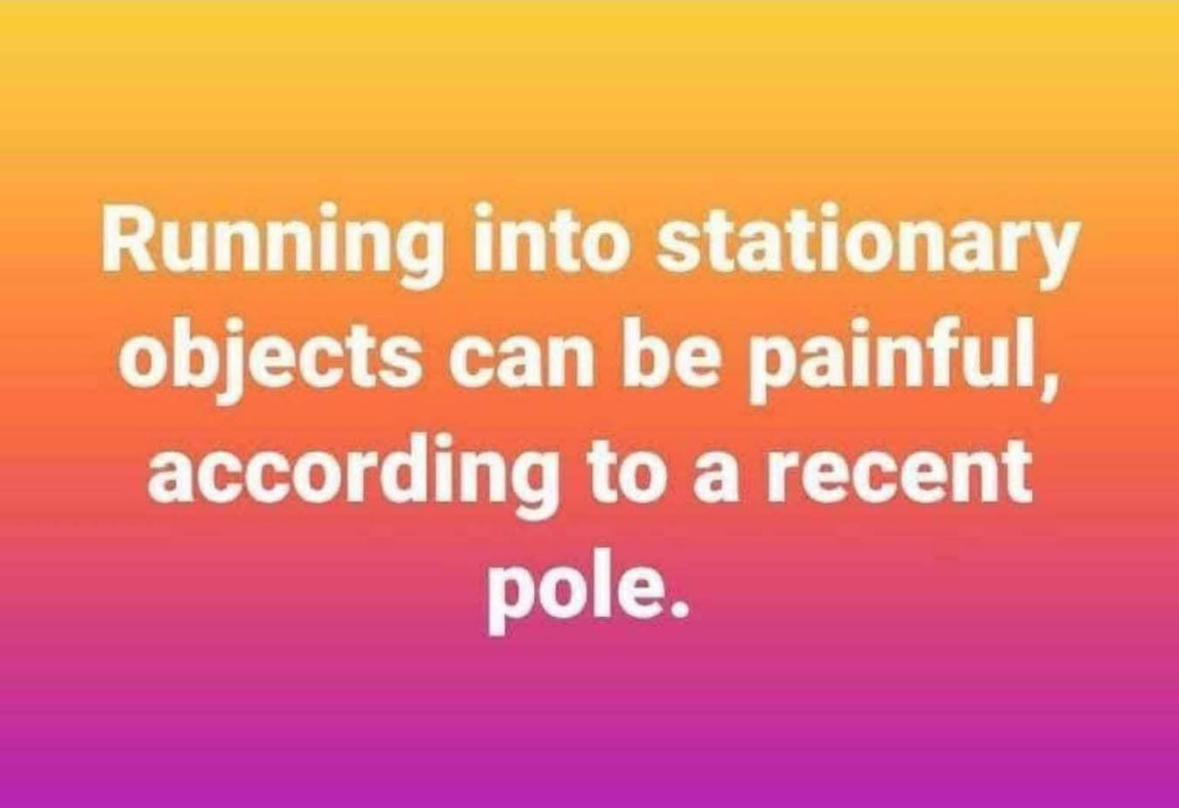 Running into stationary
objects can be painful,
according to a recent
pole.